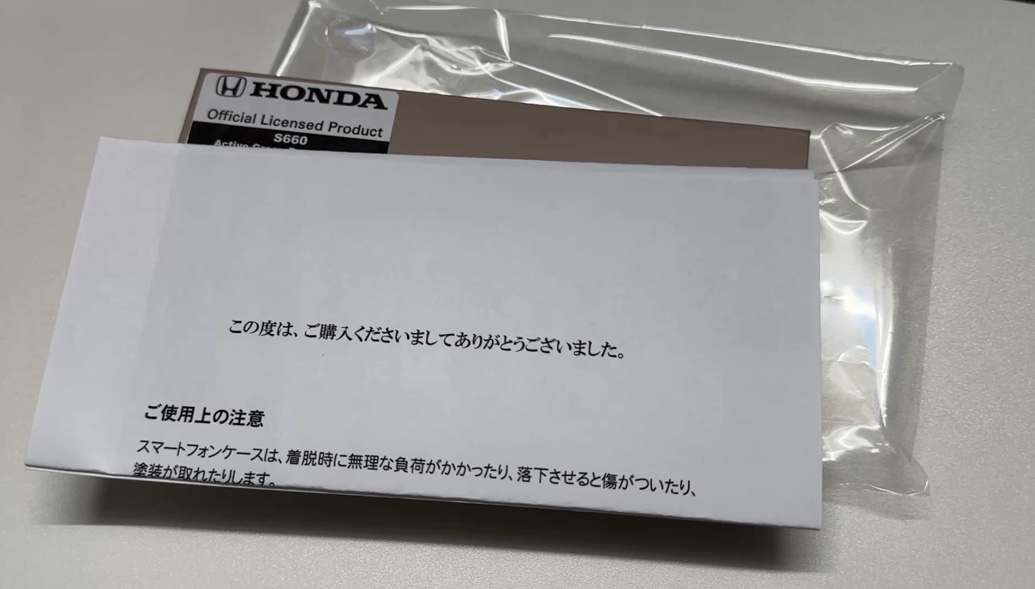 HONDA
Official Licensed Product
S660
Active
この度は、ご購入くださいましてありがとうございました。
ご使用上の注意
スマートフォンケースは、着脱時に無理な負荷がかかったり、落下させると傷がついたり、
塗装が取れたりします。